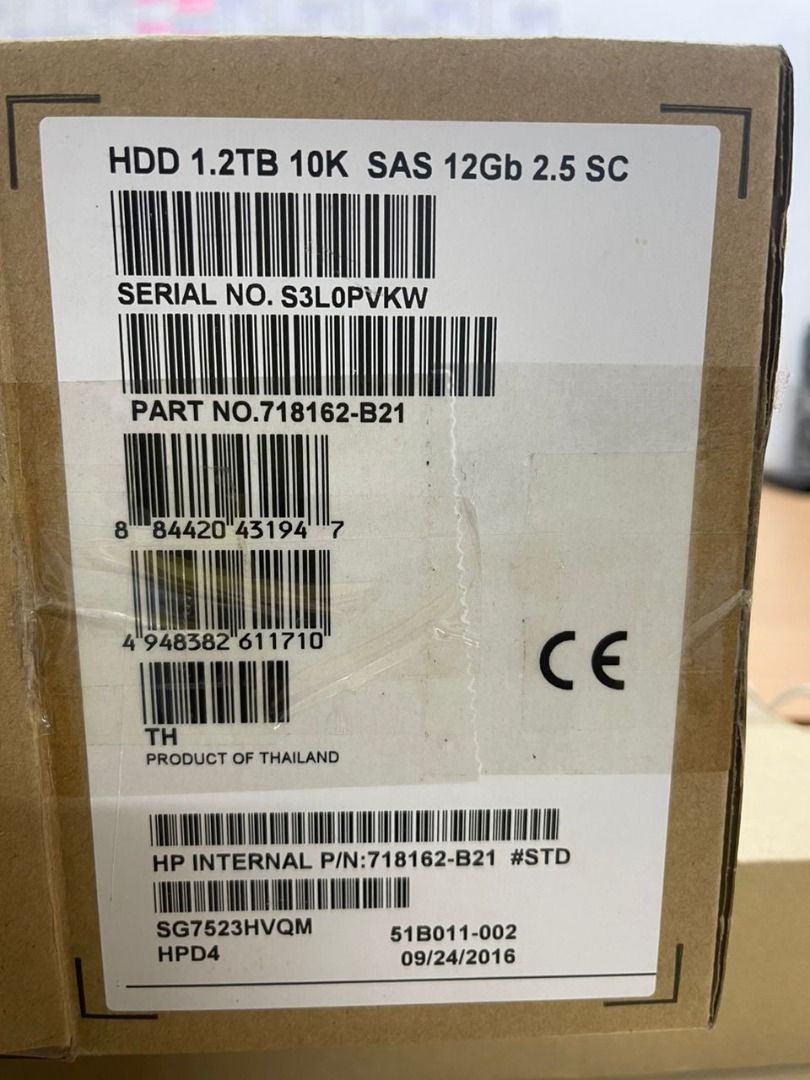 HDD 1.2TB 10K SAS 12Gb 2.5 SC
SERIAL NO. S3L0PVKW
PART NO.718162-B21
8 84420 43194 7
4 948382 611710
CE
TH
PRODUCT OF THAILAND
HP INTERNAL P/N:718162-B21 #STD
SG7523HVQM 51B011-002
HPD4 09/24/2016